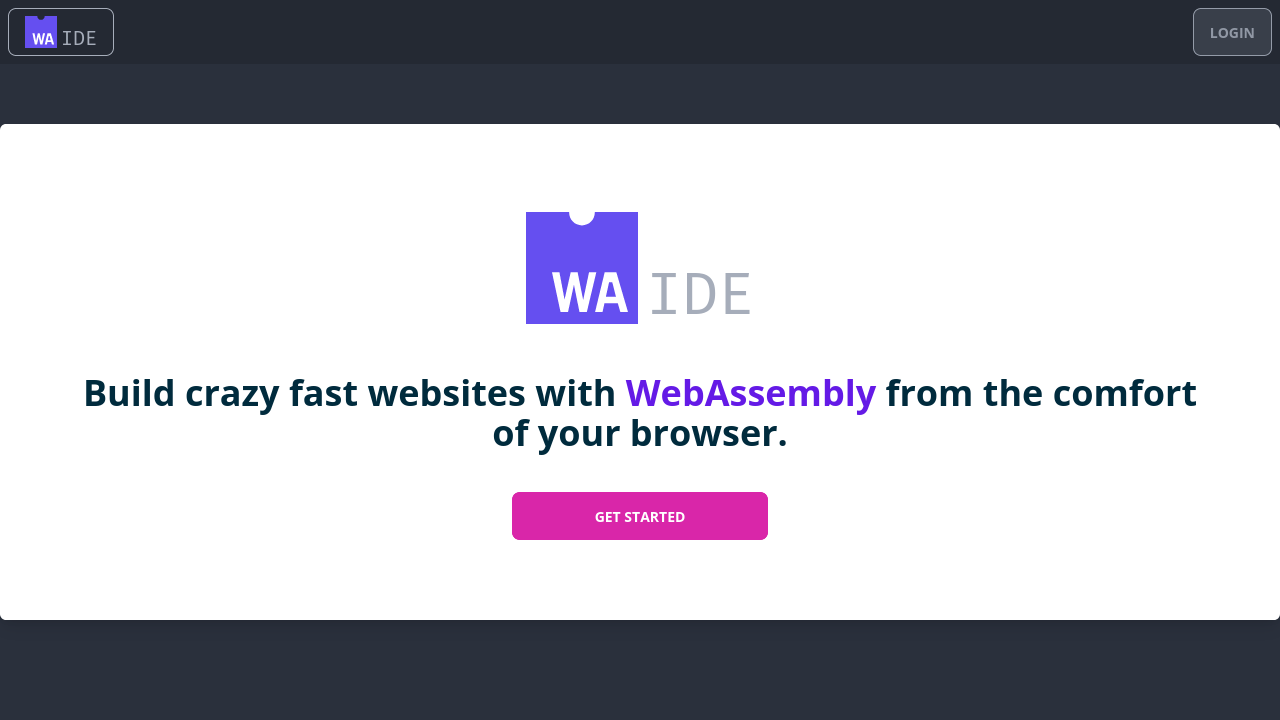 WA IDE
LOGIN
WA IDE
Build crazy fast websites with WebAssembly from the comfort
of your browser.
GET STARTED